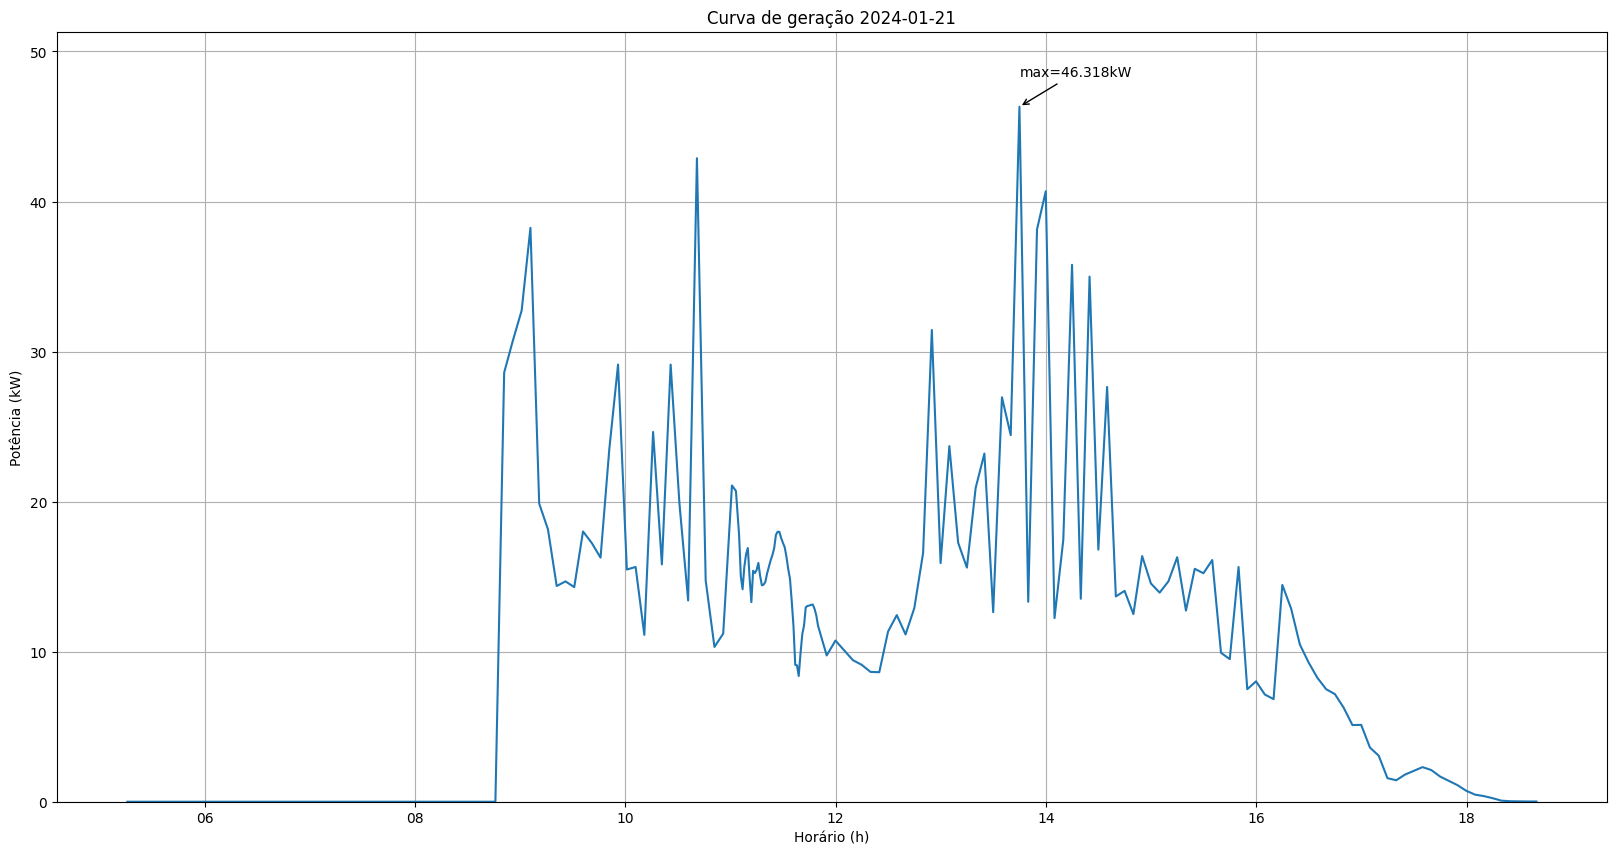 Curva de geração 2024-01-21
max=46.318kW
50
40
30
20
10
0
Potência (kW)
06 08 10 12 14 16 18
Horário (h)